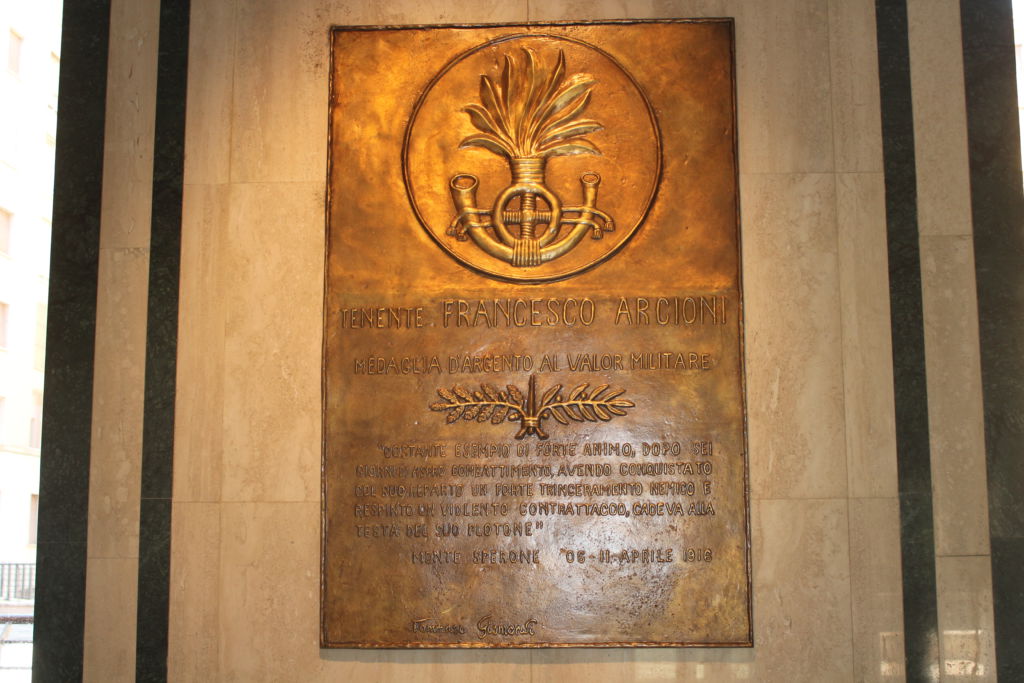 TENENTE FRANCESCO ARCIONI
MEDAGLIA D'ARGENTO AL VALOR MILITARE
"COSTANTE ESEMPIO DI FORTE ANIMO, DOPO SEI
GIORNI DI ASPRO COMBATTIMENTO, AVENDO CONQUISTATO
COL SUO REPARTO UN FORTE TRINCERAMENTO NEMICO E
RESPINTO UN VIOLENTO CONTRATTACCO, CADEVA ALLA
TESTA DEL SUO PLOTONE"
MONTE SPERONE 06-11-APRILE 1916